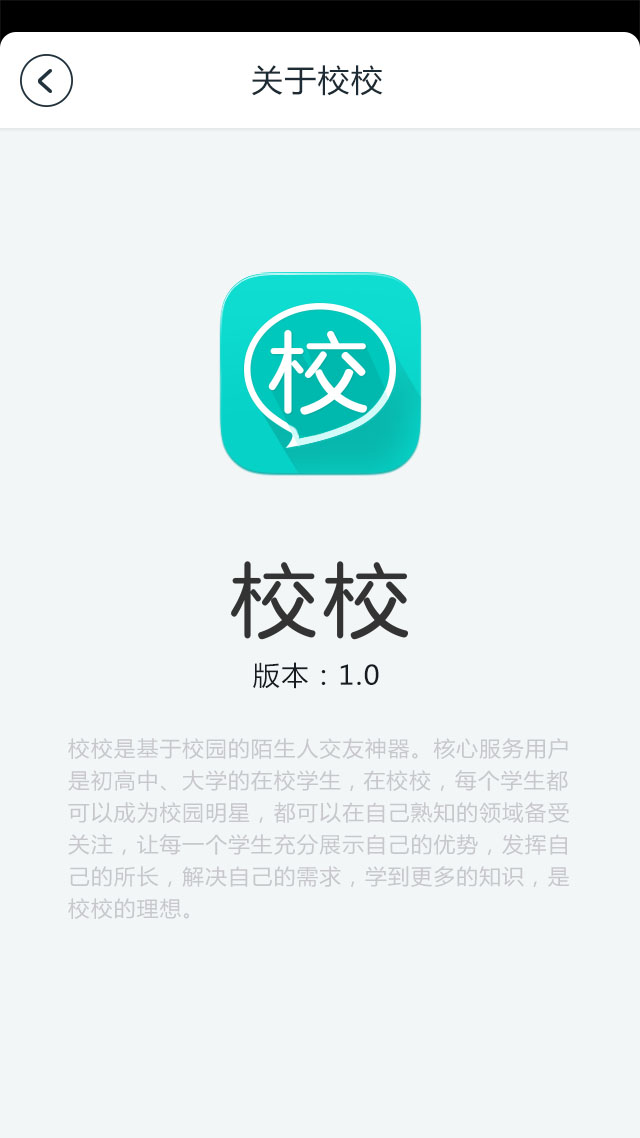 关于校校
校
校校
版本：1.0
校校是基于校园的陌生人交友神器。核心服务用户
是初高中、大学的在校学生，在校校，每个学生都
可以成为校园明星，都可以在自己熟知的领域备受
关注，让每一个学生充分展示自己的优势，发挥自
己的所长，解决自己的需求，学到更多的知识，是
校校的理想。